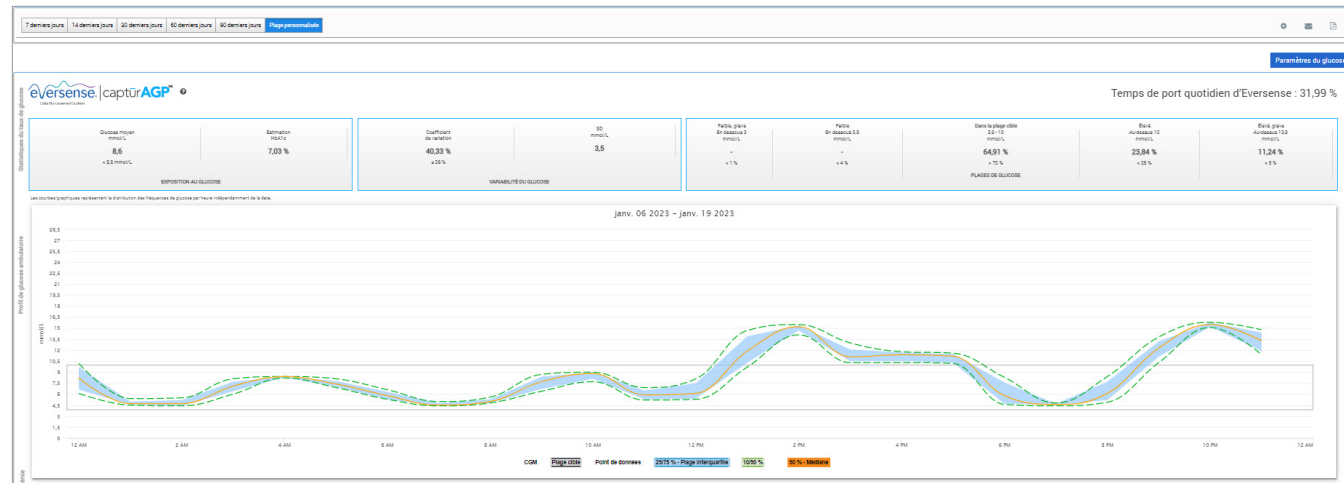 7 derniers jours 14 derniers jours 30 derniers jours 60 derniers jours 90 derniers jours Plage personnalisée
Paramètres du glucose
eversense. | captūrAGP™
Temps de port quotidien d'Eversense : 31,99 %
Data Management System
Statistiques du taux de glucose
Glucose moyen
mmol/L
8,6
Estimation
HbA1c
7,03 %
EXPOSITION AU GLUCOSE
Coefficient
de variation
40,33 %
≤ 36 %
SD
mmol/L
3,5
VARIABILITÉ DU GLUCOSE
Faible, grave
En dessous 3
mmol/L
-
< 1 %
Faible
En dessous 3,9
mmol/L
-
< 4 %
Dans la plage cible
3,9 - 10
mmol/L
64,91 %
> 70 %
Élevé
Au-dessus 10
mmol/L
23,84 %
< 25 %
Élevé, grave
Au-dessus 13,9
mmol/L
11,24 %
< 5 %
PLAGES DE GLUCOSE
Les courbes/graphiques représentent la distribution des fréquences de glucose par heure indépendamment de la date.
janv. 06 2023 - janv. 19 2023
Profil de glucose ambulatoire
mmol/L
28,5
27
25,5
24
22,5
21
19,5
18
16,5
15
13,5
12
10,5
9
7,5
6
4,5
1,5
0
12 AM 2 AM 4 AM 6 AM 8 AM 10 AM 12 PM 2 PM 4 PM 6 PM 8 PM 10 PM 12 AM
CGM Plage cible Point de données 25/75 % - Plage interquartile 10/90 % 50 % - Médiane